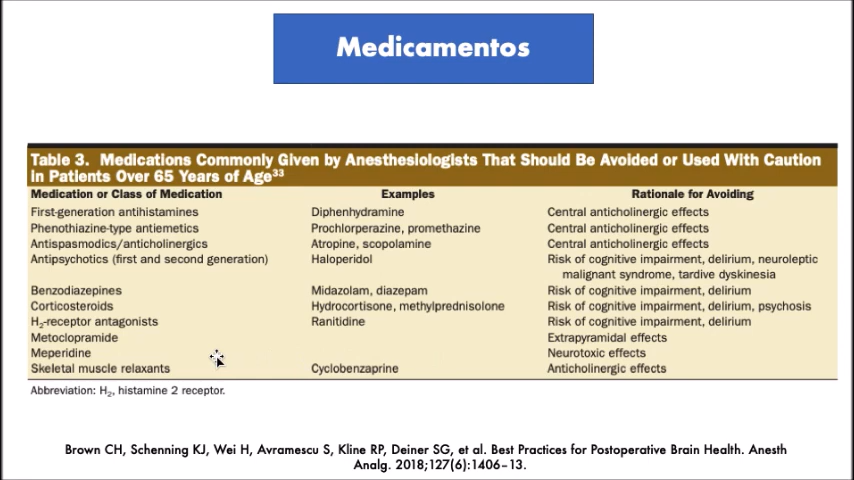 Medicamentos
Table 3. Medications Commonly Given by Anesthesiologists That Should Be Avoided or Used With Caution
in Patients Over 65 Years of Age33
Medication or Class of Medication Examples Rationale for Avoiding
First-generation antihistamines Diphenhydramine Central anticholinergic effects
Phenothiazine-type antiemetics Prochlorperazine, promethazine Central anticholinergic effects
Antispasmodics/anticholinergics Atropine, scopolamine Central anticholinergic effects
Antipsychotics (first and second generation) Haloperidol Risk of cognitive impairment, delirium, neuroleptic
malignant syndrome, tardive dyskinesia
Benzodiazepines Midazolam, diazepam Risk of cognitive impairment, delirium
Corticosteroids Hydrocortisone, methylprednisolone Risk of cognitive impairment, delirium, psychosis
H2-receptor antagonists Ranitidine Risk of cognitive impairment, delirium
Metoclopramide Extrapyramidal effects
Meperidine Neurotoxic effects
Skeletal muscle relaxants Cyclobenzaprine Anticholinergic effects
Abbreviation: H2, histamine 2 receptor.
Brown CH, Schenning KJ, Wei H, Avramescu S, Kline RP, Deiner SG, et al. Best Practices for Postoperative Brain Health. Anesth
Analg. 2018;127(6):1406–13.